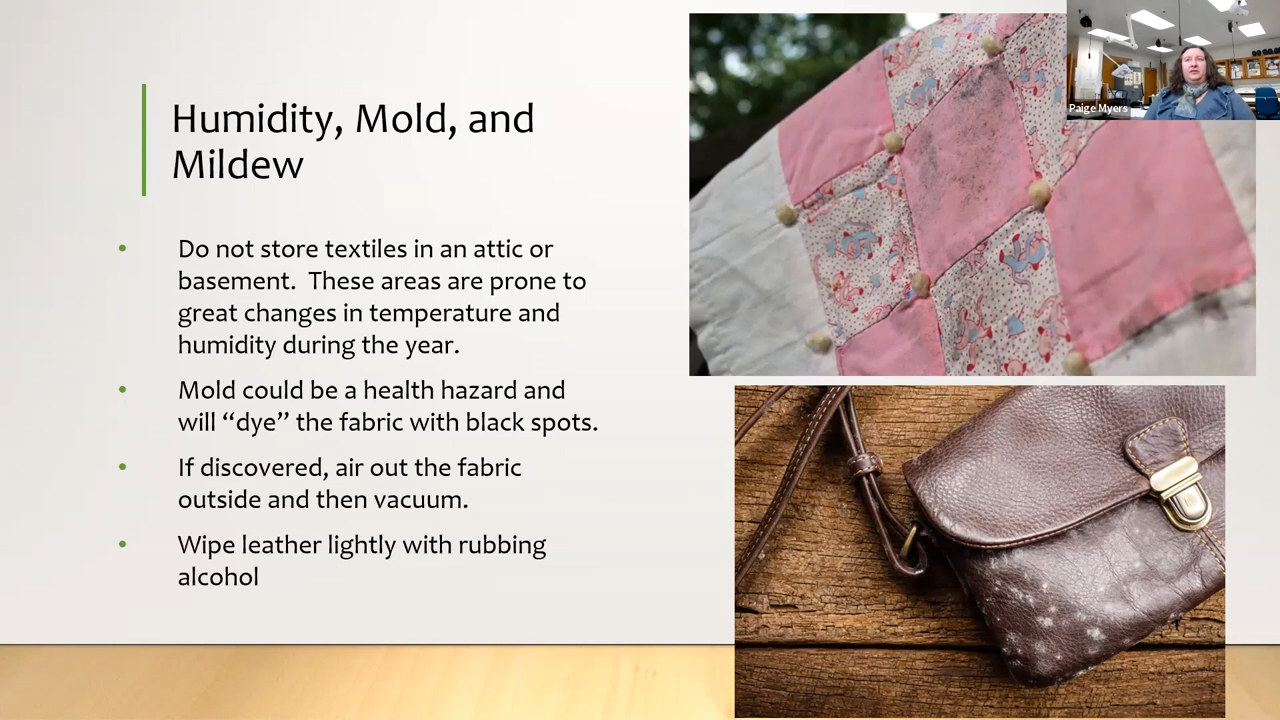 Humidity, Mold, and
Mildew
• Do not store textiles in an attic or
basement.  These areas are prone to
great changes in temperature and
humidity during the year.
• Mold could be a health hazard and
will “dye” the fabric with black spots.
• If discovered, air out the fabric
outside and then vacuum.
• Wipe leather lightly with rubbing
alcohol
Paige Myers